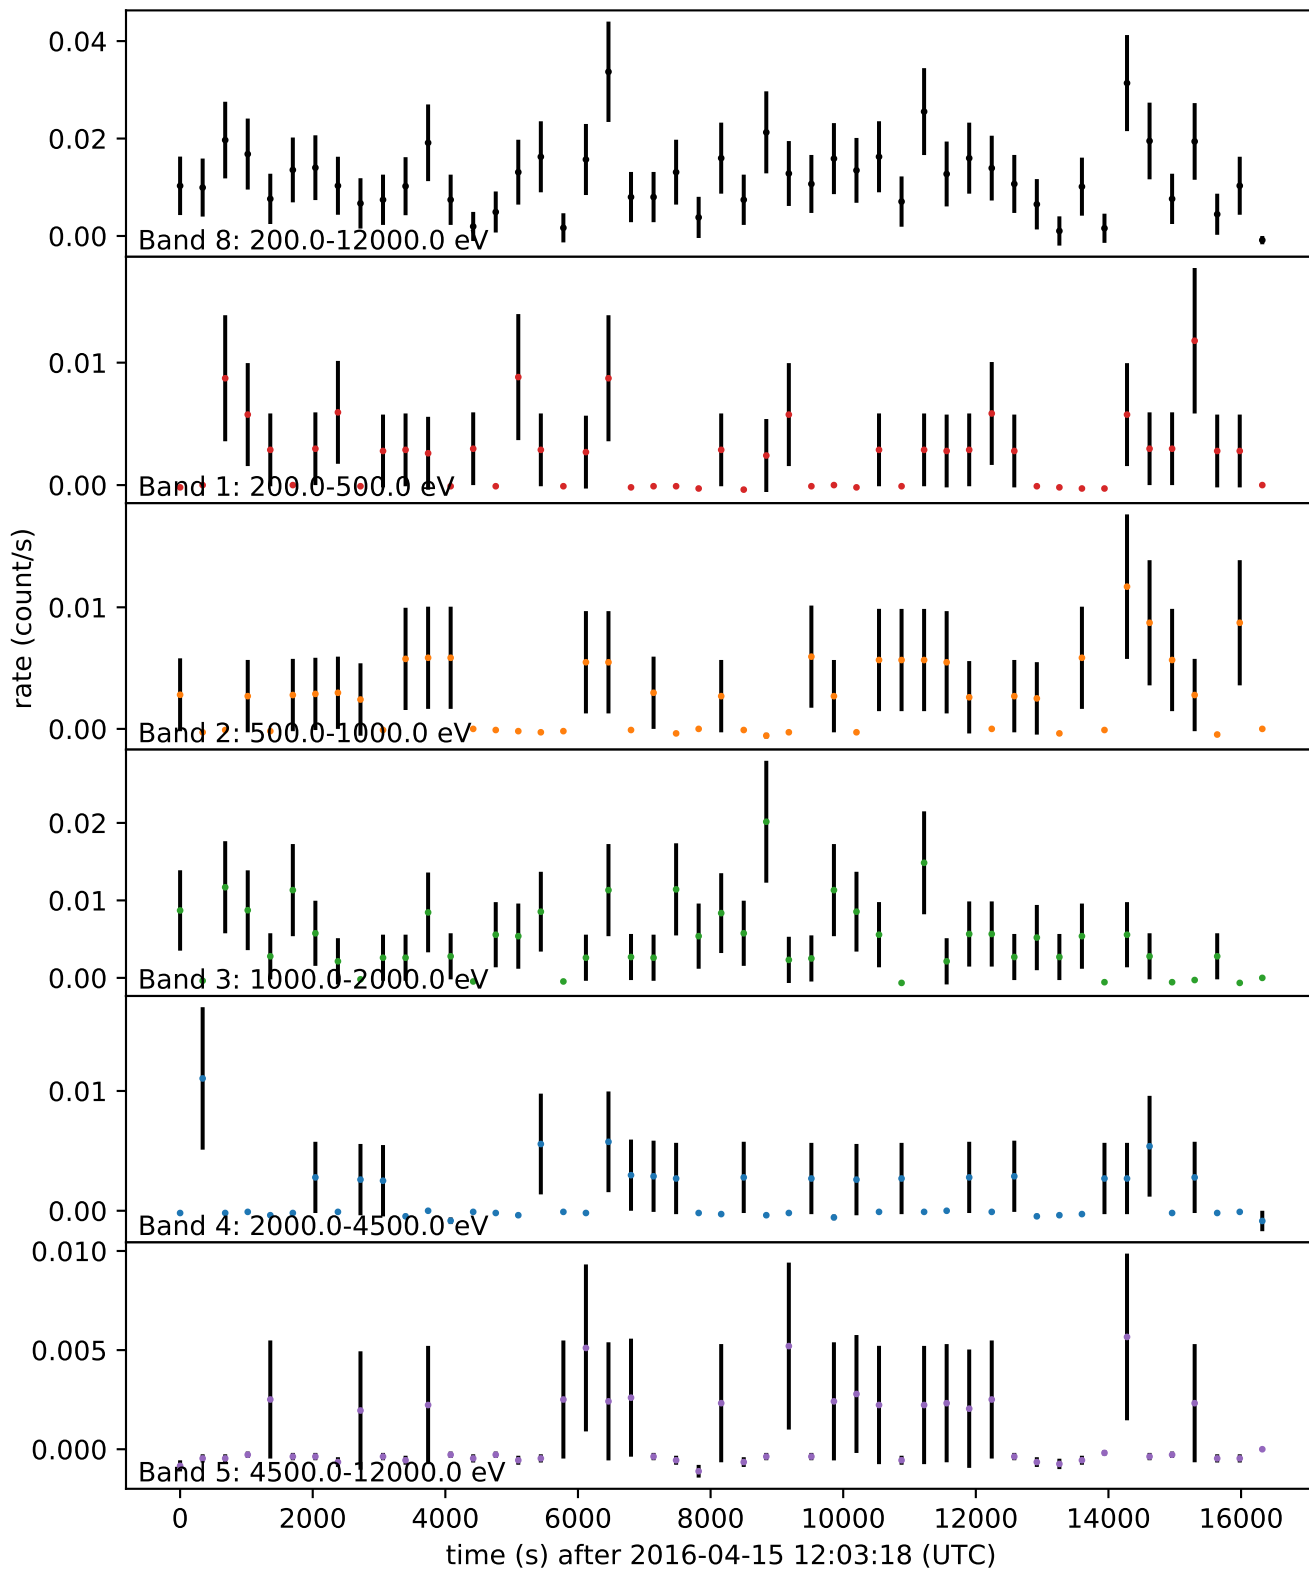 0.04
0.02
0.00
Band 8: 200.0-12000.0 eV
0.01
0.00
Band 1: 200.0-500.0 eV
rate (count/s)
0.01
0.00
Band 2: 500.0-1000.0 eV
0.02
0.01
0.00
Band 3: 1000.0-2000.0 eV
0.01
0.00
Band 4: 2000.0-4500.0 eV
0.010
0.005
0.000
Band 5: 4500.0-12000.0 eV
0 2000 4000 6000 8000 10000 12000 14000 16000
time (s) after 2016-04-15 12:03:18 (UTC)